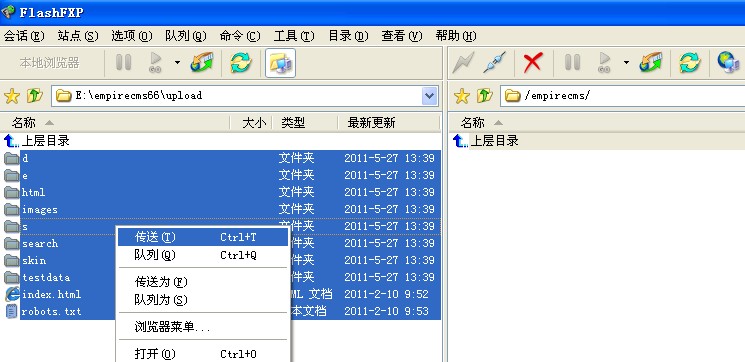 FlashFXP
会话(E) 站点(S) 选项(O) 队列(Q) 命令(C) 工具(T) 目录(D) 查看(V) 帮助(H)
本地浏览器 GO GO
E:\empirecms66\upload /empirecms/
名称 大小 类型 最新更新 名称
上层目录 上层目录
d 文件夹 2011-5-27 13:39
e 文件夹 2011-5-27 13:39
html 文件夹 2011-5-27 13:39
images 文件夹 2011-5-27 13:39
s 文件夹 2011-5-27 13:39
传送(T) Ctrl+T
search 件夹 2011-5-27 13:39
队列(Q) Ctrl+Q
skin 件夹 2011-5-27 13:39
testdata 件夹 2011-5-27 13:39
传送为(F)
index.html ML 文档 2011-2-10 9:52
队列为(S)
robots.txt 本文档 2011-2-10 9:53
浏览器菜单...
打开(O) Ctrl+O